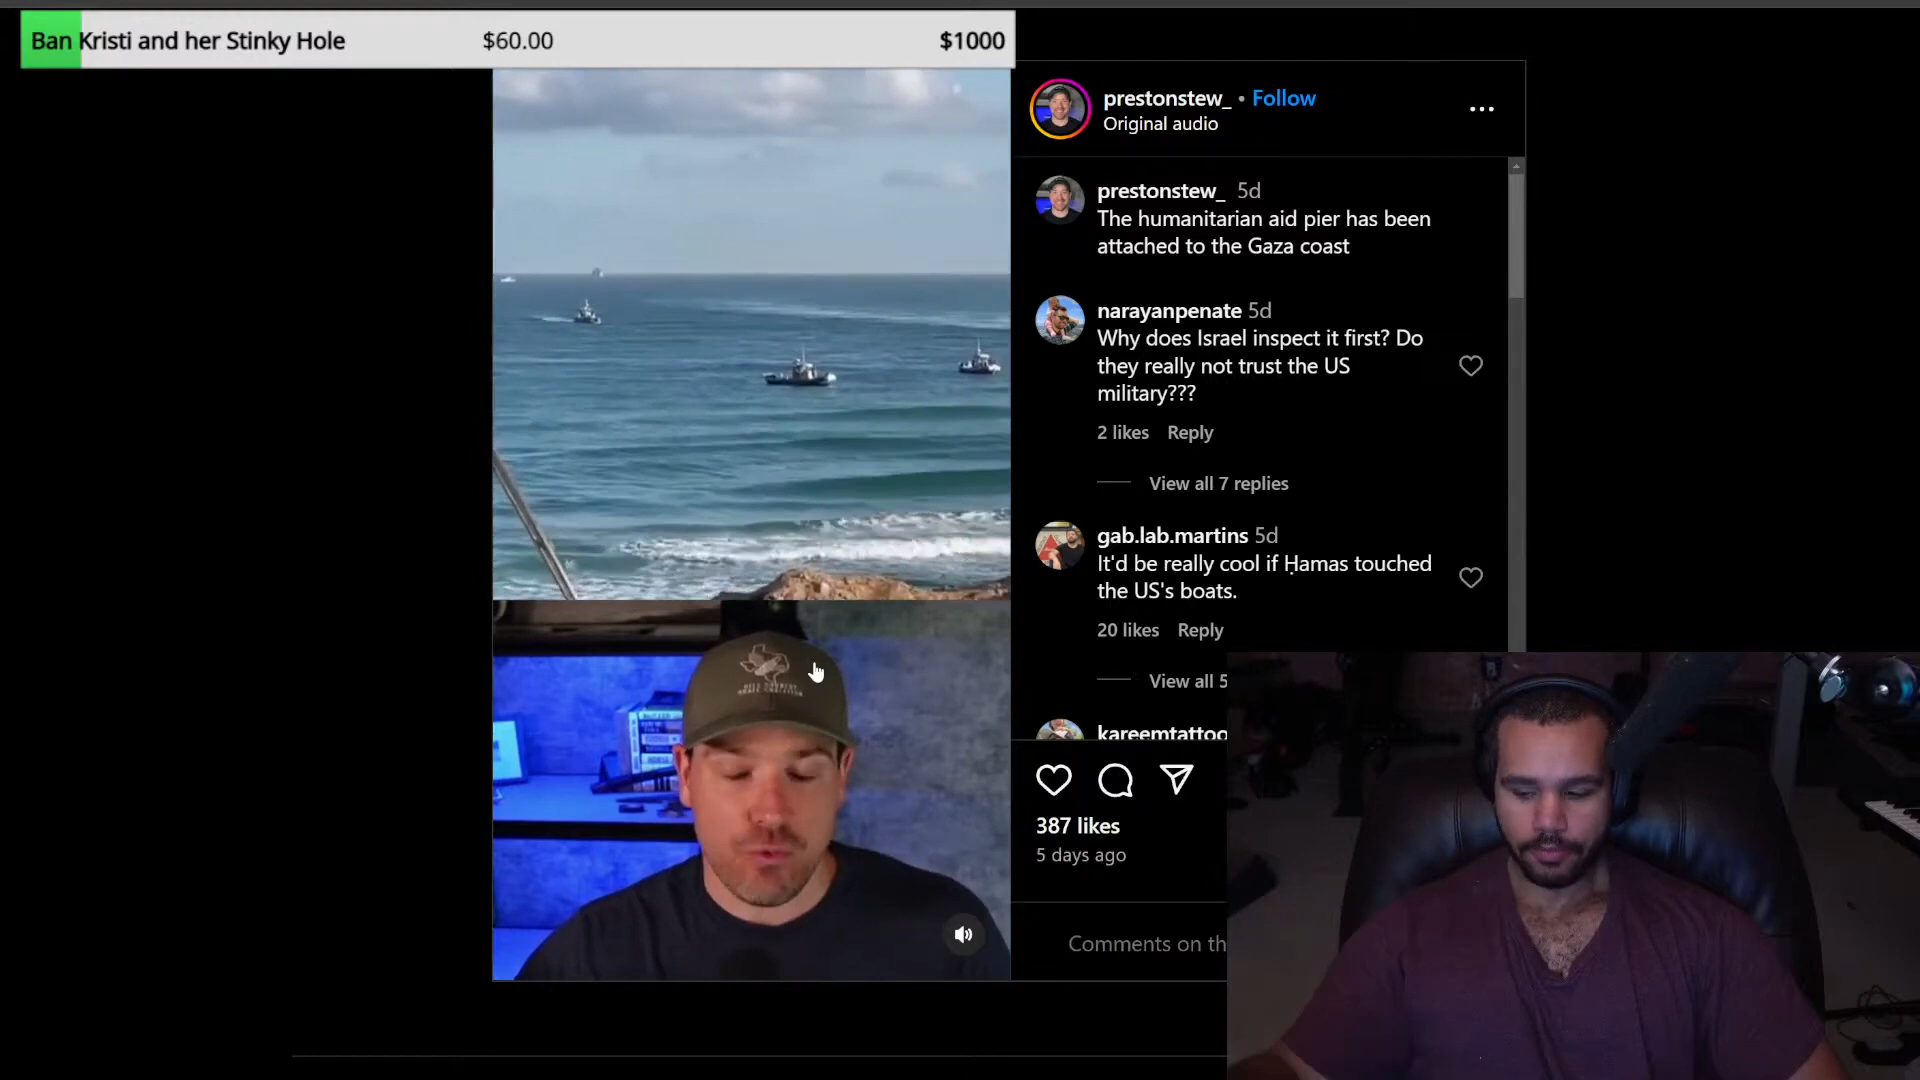 Ban Kristi and her Stinky Hole $60.00 $1000
prestonstew_ • Follow
Original audio
prestonstew_ 5d
The humanitarian aid pier has been
attached to the Gaza coast
narayanpenate 5d
Why does Israel inspect it first? Do
they really not trust the US
military???
2 likes Reply
View all 7 replies
gab.lab.martins 5d
It'd be really cool if Ḥamas touched
the US's boats.
20 likes Reply
View all 5
kareemtattoo
387 likes
5 days ago
Comments on th